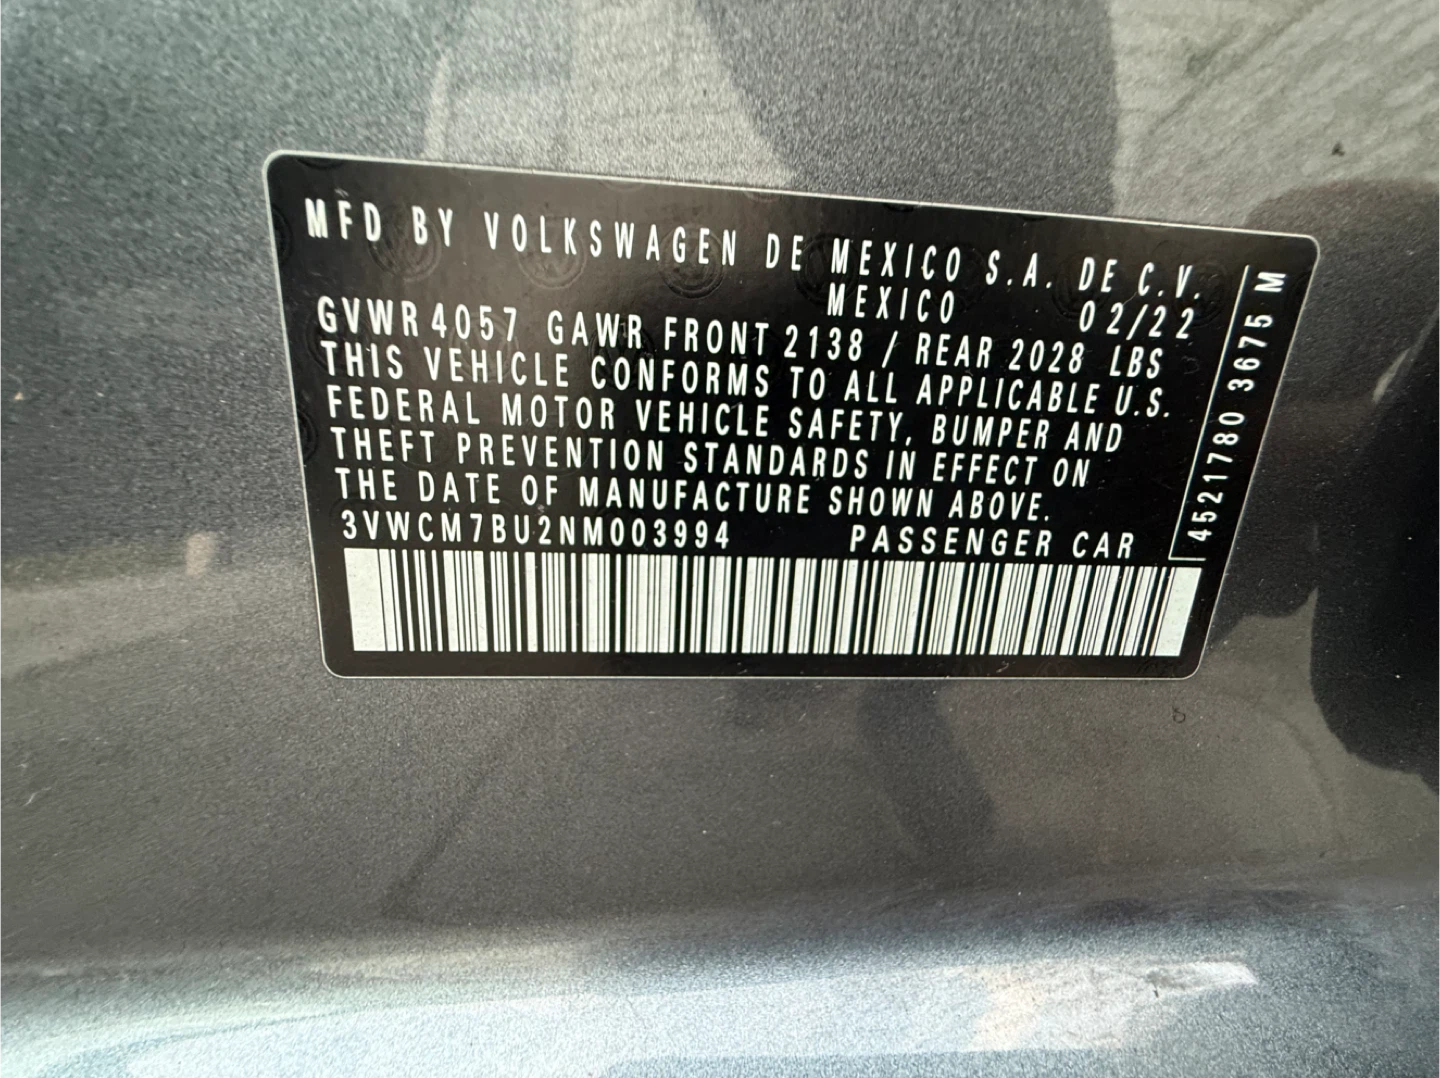 MFD BY VOLKSWAGEN DE MEXICO S.A. DE C.V.
MEXICO 02/22
GVWR 4057 GAWR FRONT 2138 / REAR 2028 LBS
THIS VEHICLE CONFORMS TO ALL APPLICABLE U.S.
FEDERAL MOTOR VEHICLE SAFETY, BUMPER AND
THEFT PREVENTION STANDARDS IN EFFECT ON
THE DATE OF MANUFACTURE SHOWN ABOVE.
3VWCM7BU2NM003994 PASSENGER CAR
4521780 3675 M